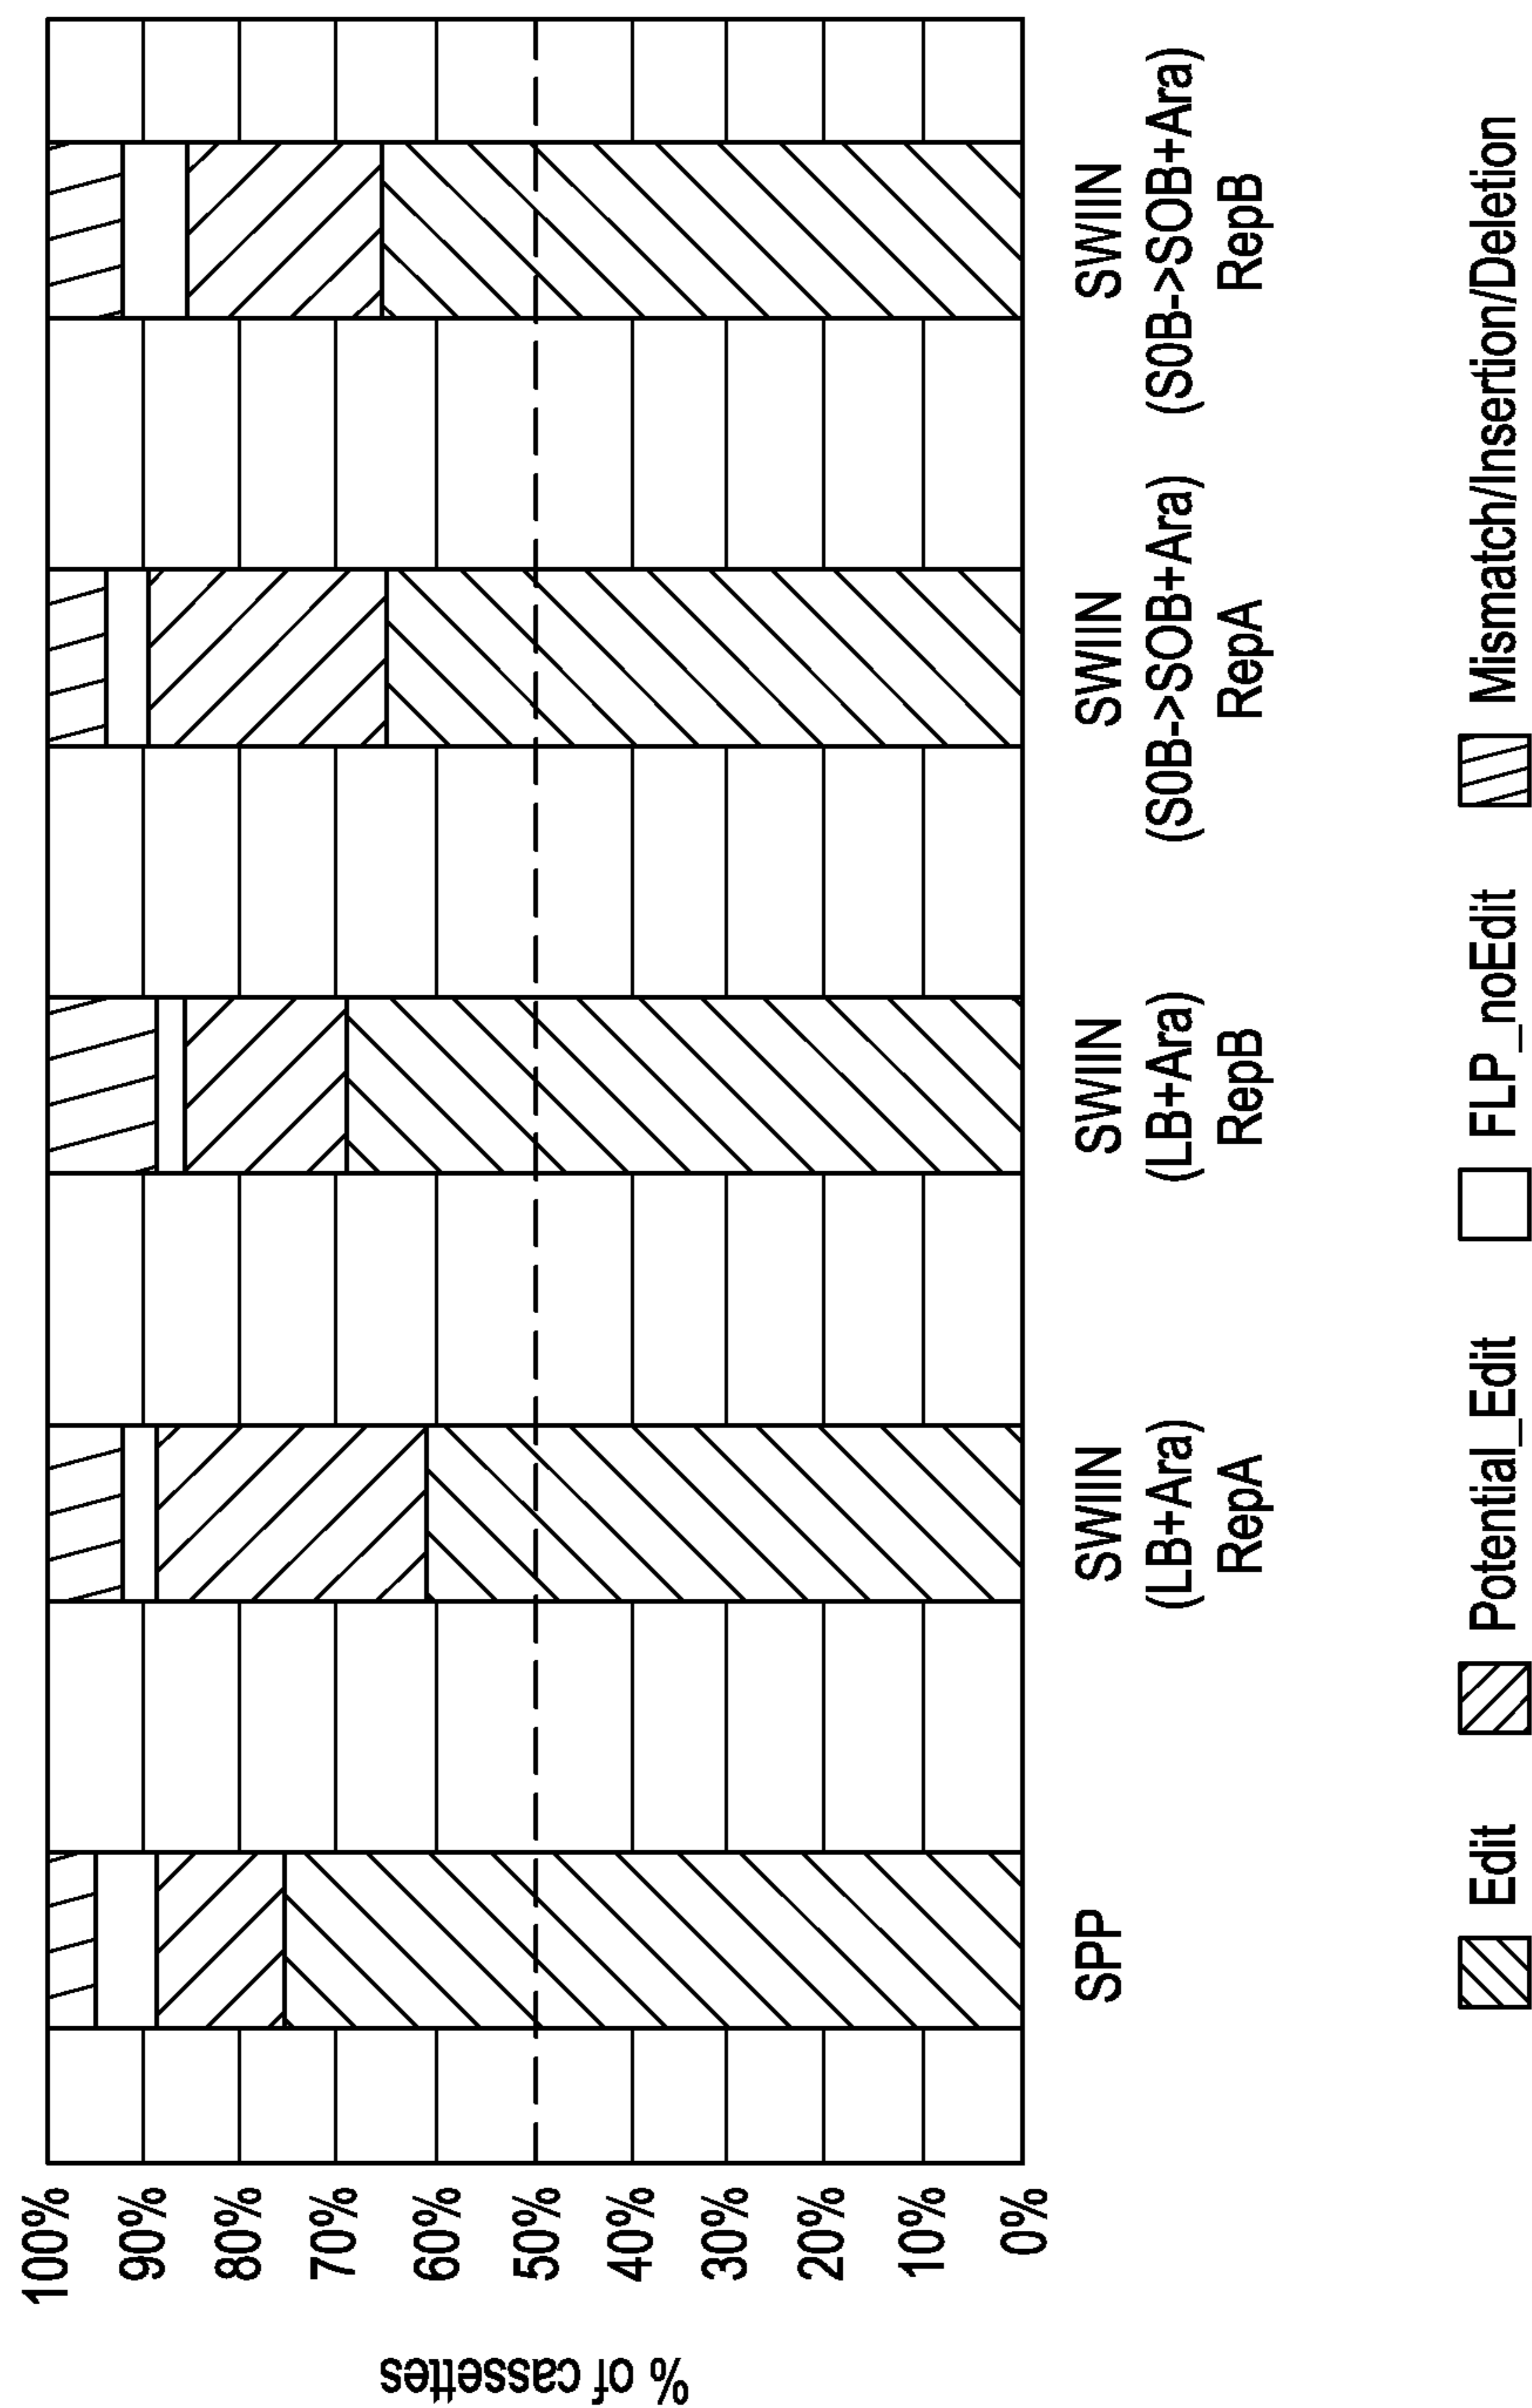 % of cassettes
100%
90%
80%
70%
60%
50%
40%
30%
20%
10%
0%
SPP
SWIIN
(LB+Ara)
RepA
SWIIN
(LB+Ara)
RepB
SWIIN
(S0B->SOB+Ara)
RepA
SWIIN
(S0B->SOB+Ara)
RepB
Edit
Potential_Edit
FLP_noEdit
Mismatch/Insertion/Deletion